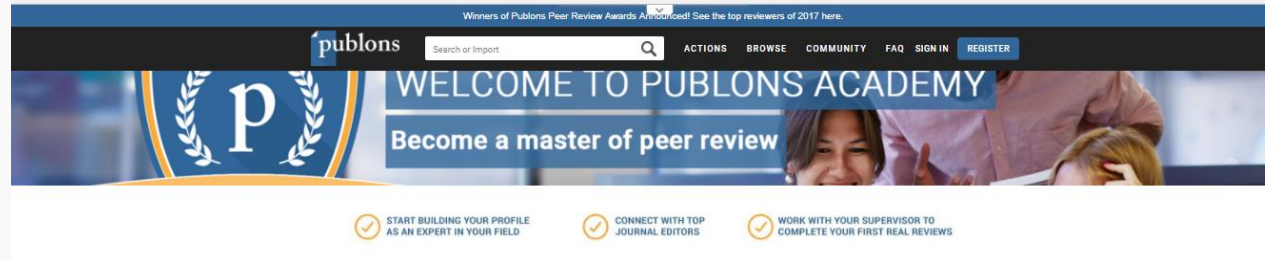 Winners of Publons Peer Review Awards Announced! See the top reviewers of 2017 here.
publons
Search or Import
ACTIONS BROWSE COMMUNITY FAQ SIGN IN REGISTER
WELCOME TO PUBLONS ACADEMY
p
Become a master of peer review
START BUILDING YOUR PROFILE
AS AN EXPERT IN YOUR FIELD
CONNECT WITH TOP
JOURNAL EDITORS
WORK WITH YOUR SUPERVISOR TO
COMPLETE YOUR FIRST REAL REVIEWS